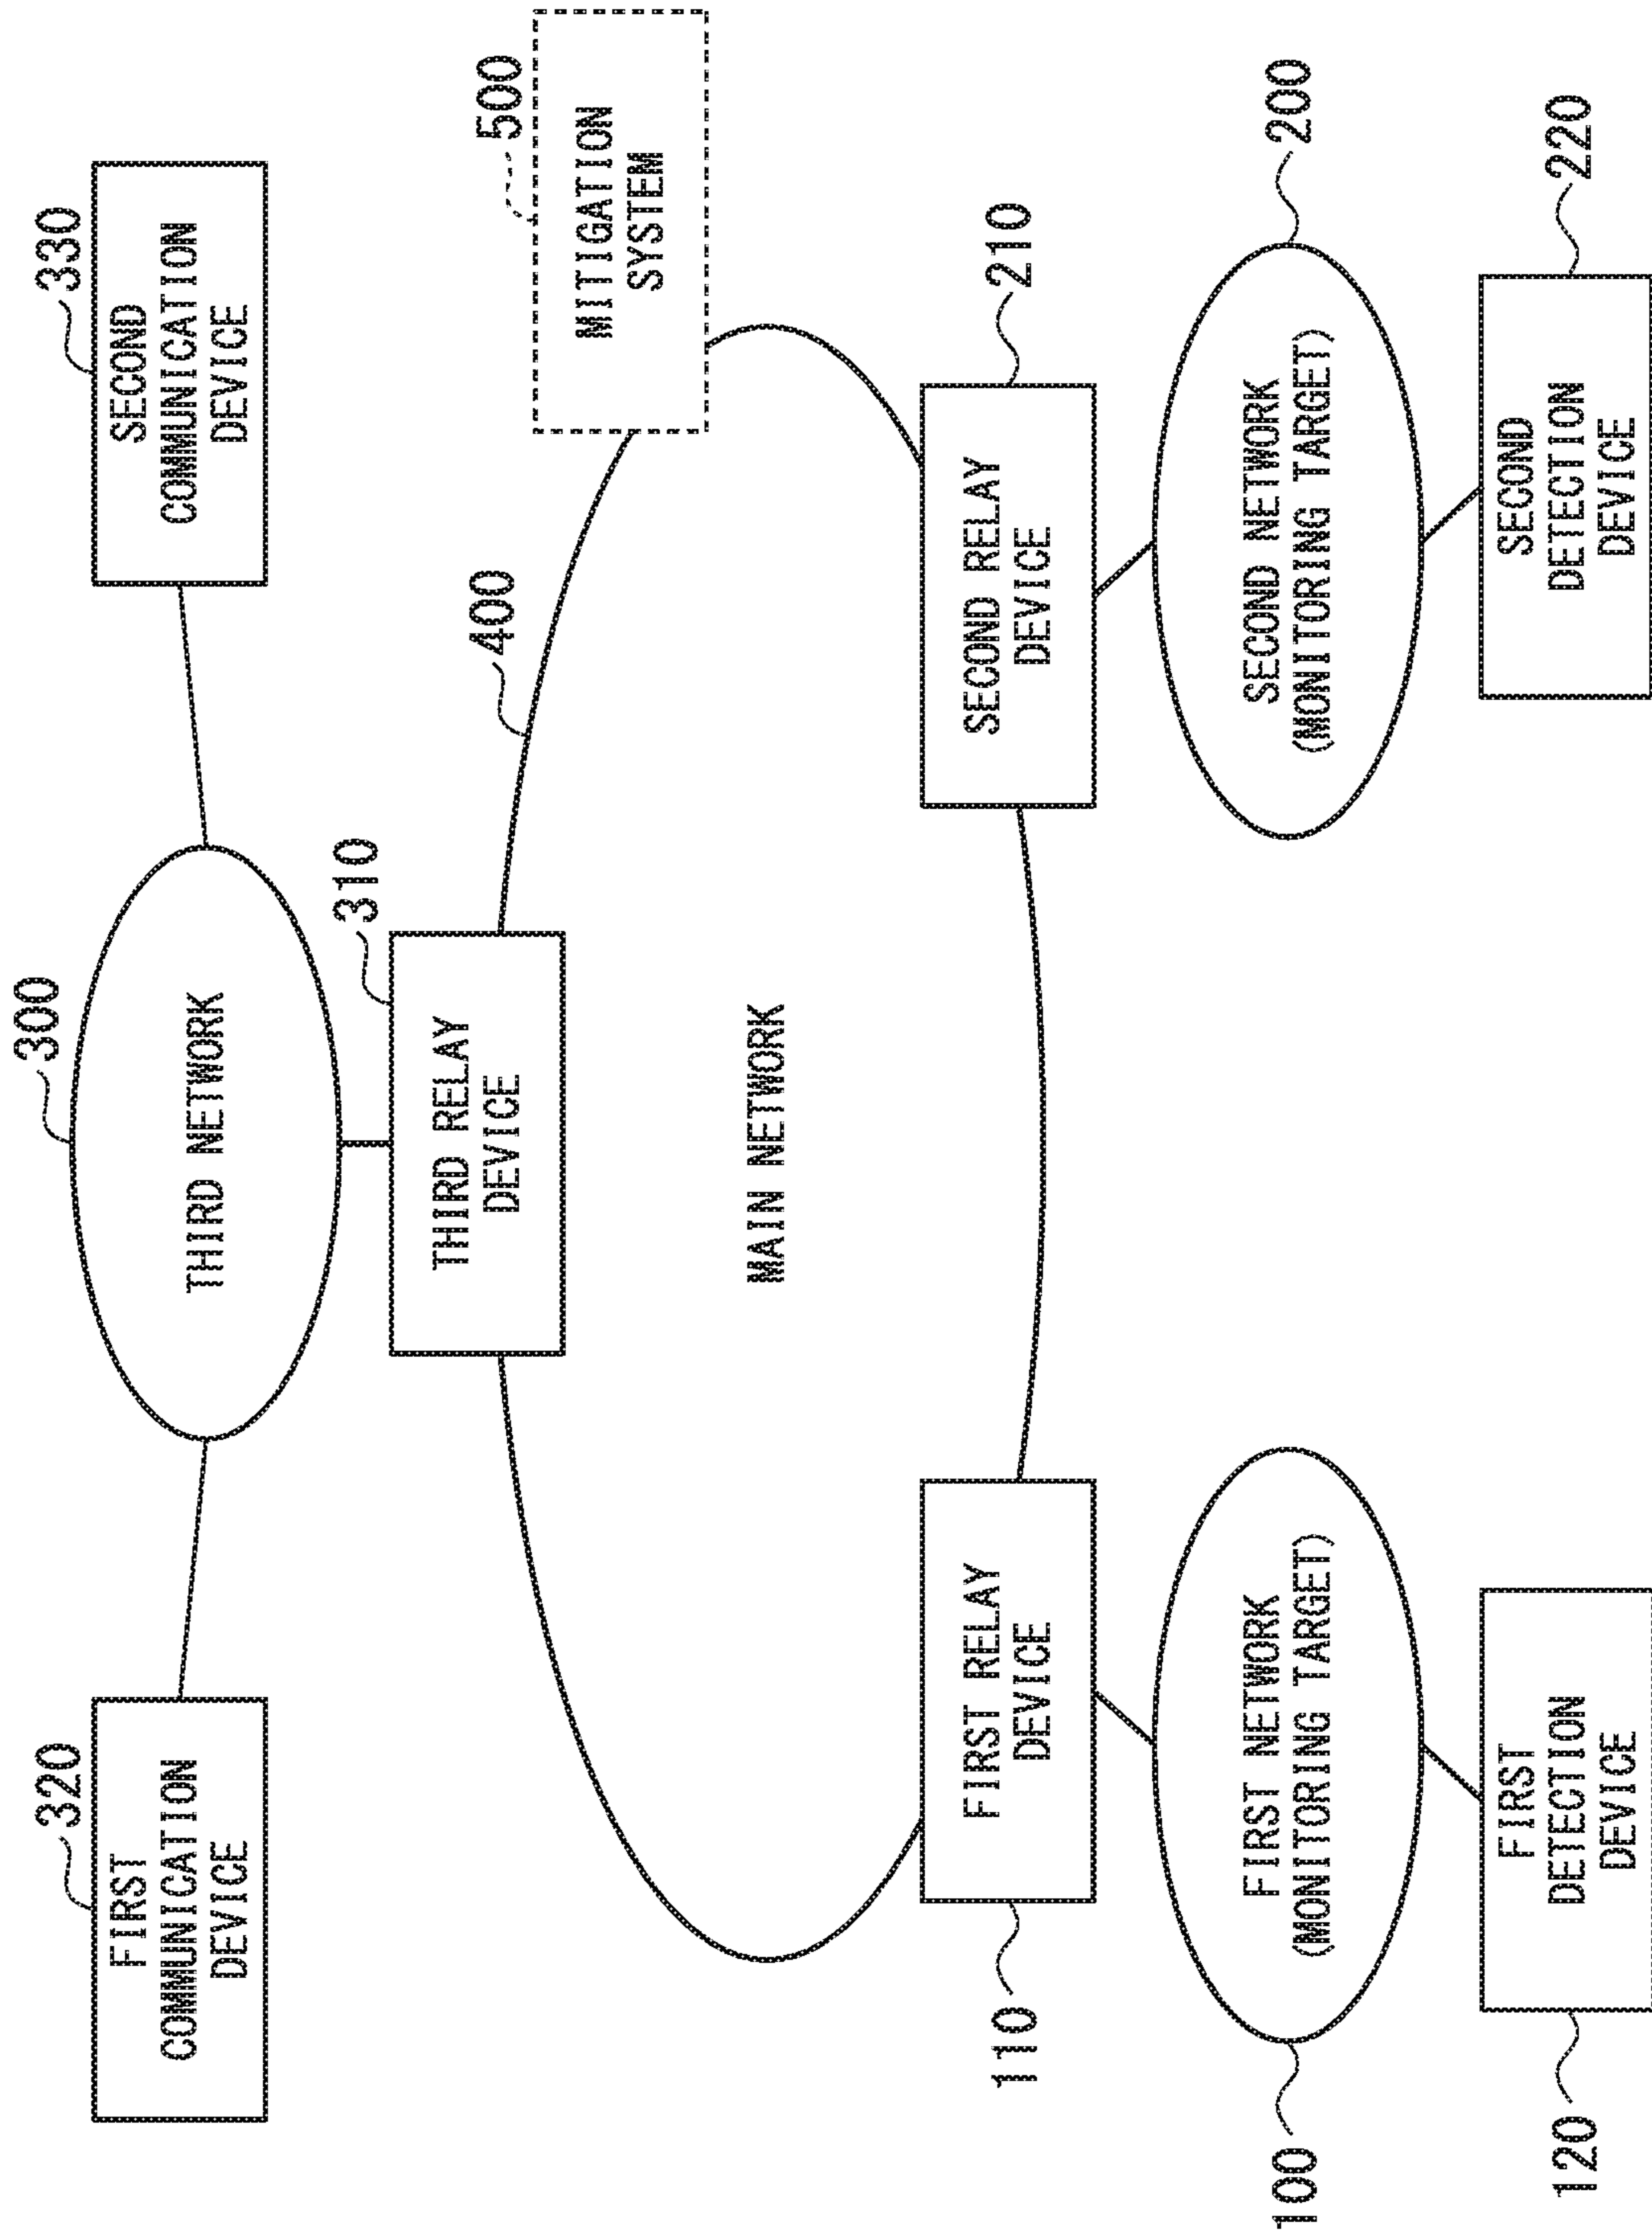 300
320
FIRST
COMMUNICATION
DEVICE
THIRD NETWORK
330
SECOND
COMMUNICATION
DEVICE
310
THIRD RELAY
DEVICE
400
500
MITIGATION
SYSTEM
MAIN NETWORK
110
FIRST RELAY
DEVICE
210
SECOND RELAY
DEVICE
100
FIRST NETWORK
(MONITORING TARGET)
200
SECOND NETWORK
(MONITORING TARGET)
120
FIRST
DETECTION
DEVICE
220
SECOND
DETECTION
DEVICE